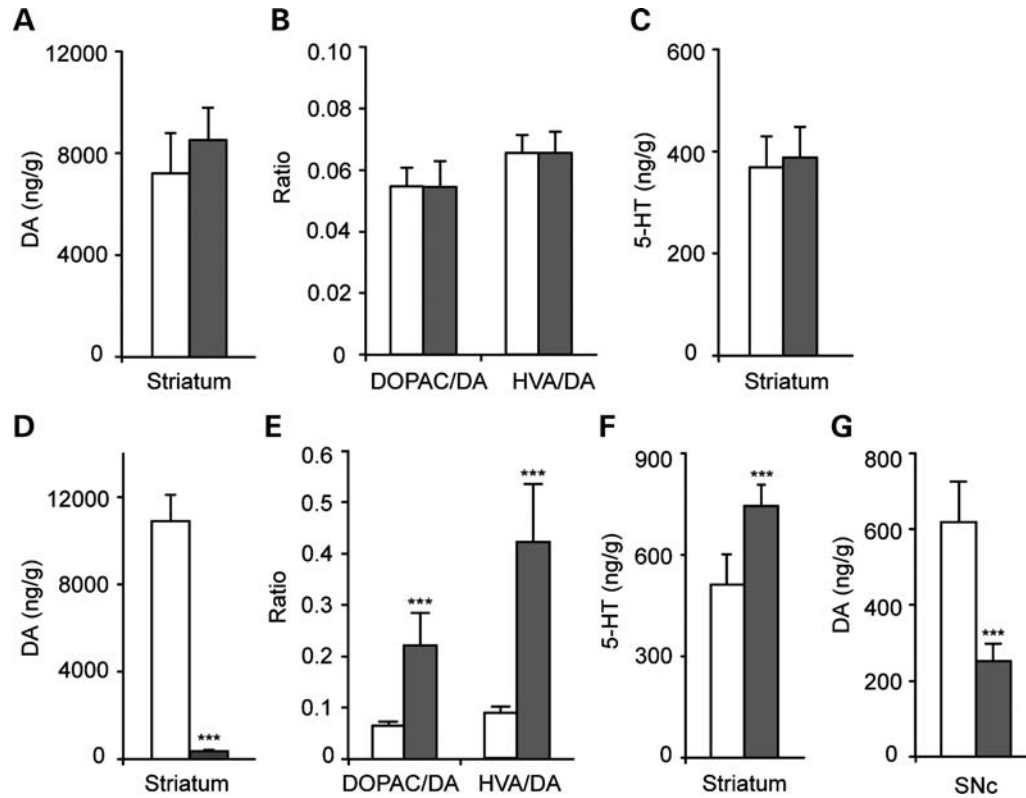 A
DA (ng/g)
12000
8000
4000
0
Striatum
B
Ratio
0.10
0.08
0.06
0.04
0.02
0
DOPAC/DA HVA/DA
C
5-HT (ng/g)
600
400
200
0
Striatum
D
DA (ng/g)
12000
8000
4000
0
***
Striatum
E
Ratio
0.6
0.5
0.4
0.3
0.2
0.1
0
***
***
DOPAC/DA HVA/DA
F
5-HT (ng/g)
900
600
300
0
***
Striatum
G
DA (ng/g)
800
600
400
200
0
***
SNc